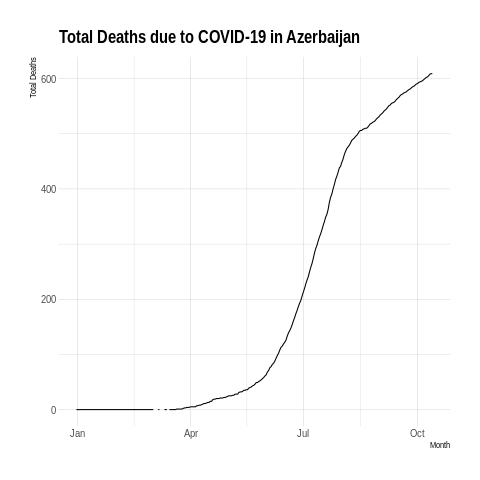 Total Deaths due to COVID-19 in Azerbaijan
Total Deaths
600
400
200
0
Jan Apr Jul Oct
Month